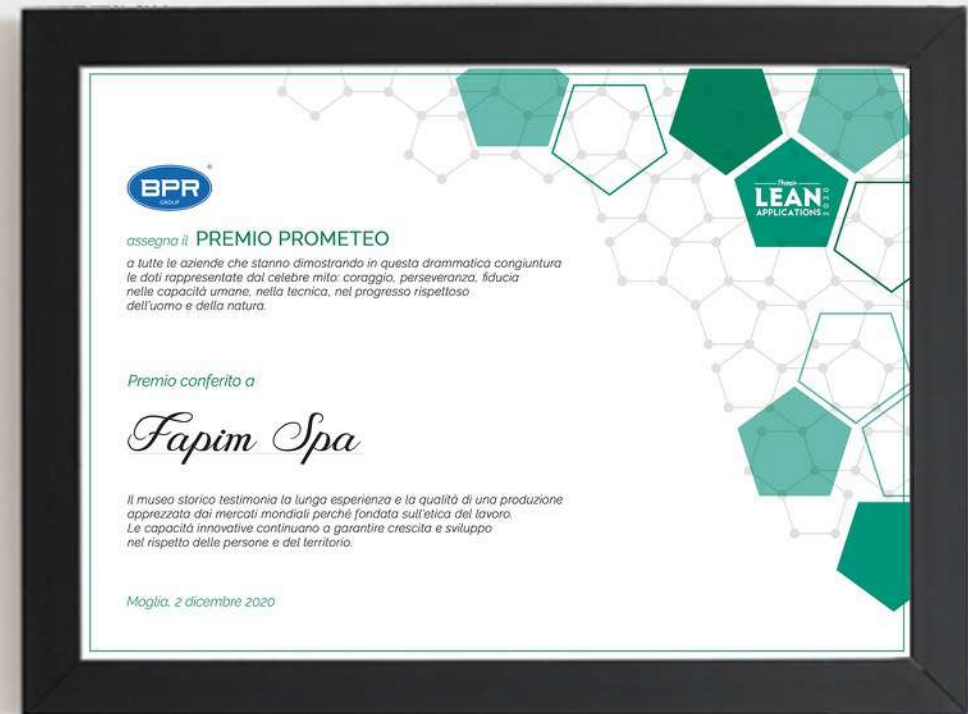 BPR
GROUP
®
Premio
LEAN
APPLICATIONS
2020
assegna il PREMIO PROMETEO
a tutte le aziende che stanno dimostrando in questa drammatica congiuntura
le doti rappresentate dal celebre mito: coraggio, perseveranza, fiducia
nelle capacità umane, nella tecnica, nel progresso rispettoso
dell'uomo e della natura.
Premio conferito a
Fapim Spa
Il museo storico testimonia la lunga esperienza e la qualità di una produzione
apprezzata dai mercati mondiali perché fondata sull'etica del lavoro.
Le capacità innovative continuano a garantire crescita e sviluppo
nel rispetto delle persone e del territorio.
Moglia, 2 dicembre 2020